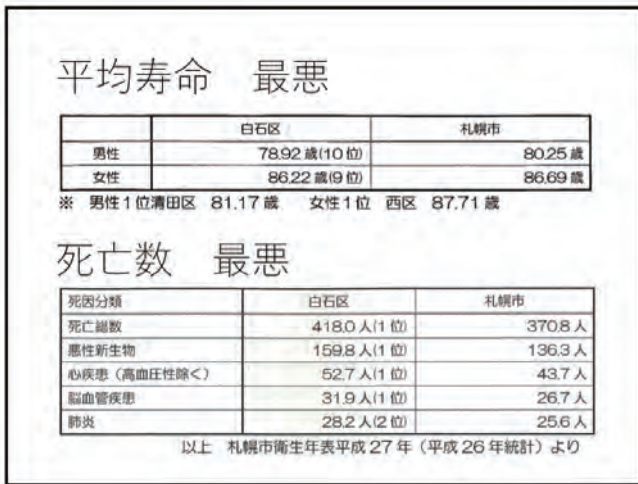 平均寿命　最悪
白石区 札幌市
男性 78.92 歳(10 位) 80.25 歳
女性 86.22 歳(9 位) 86.69 歳
※　男性1位清田区　81.17 歳　　女性1位　西区　87.71 歳
死亡数　最悪
死因分類 白石区 札幌市
死亡総数 418.0 人(1 位) 370.8 人
悪性新生物 159.8 人(1 位) 136.3 人
心疾患（高血圧性除く） 52.7 人(1 位) 43.7 人
脳血管疾患 31.9 人(1 位) 26.7 人
肺炎 28.2 人(2 位) 25.6 人
以上　札幌市衛生年表平成 27 年（平成 26 年統計）より